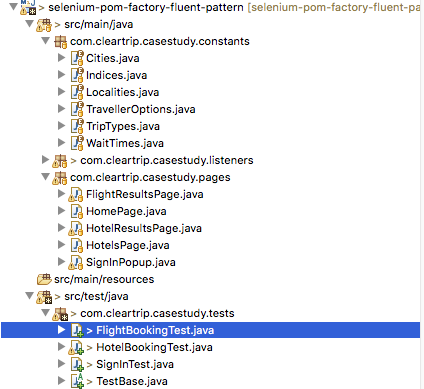 > selenium-pom-factory-fluent-pattern [selenium-pom-factory-fluent-pa
> src/main/java
com.cleartrip.casestudy.constants
Cities.java
Indices.java
Localities.java
TravellerOptions.java
TripTypes.java
WaitTimes.java
> com.cleartrip.casestudy.listeners
com.cleartrip.casestudy.pages
FlightResultsPage.java
HomePage.java
HotelResultsPage.java
HotelsPage.java
SignInPopup.java
src/main/resources
> src/test/java
> com.cleartrip.casestudy.tests
> FlightBookingTest.java
> HotelBookingTest.java
> SignInTest.java
> TestBase.java